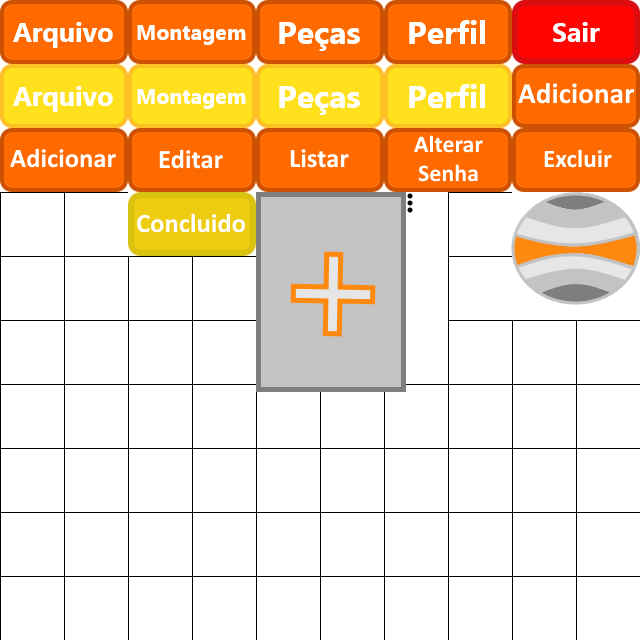 Arquivo Montagem Peças Perfil Sair
Arquivo Montagem Peças Perfil Adicionar
Adicionar Editar Listar Alterar Senha Excluir
Concluido